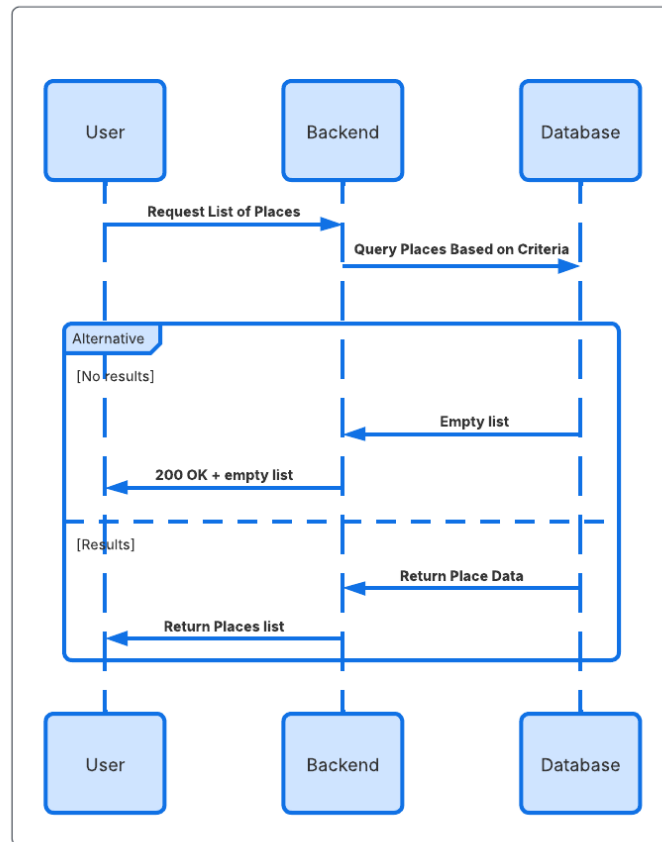 User
Backend
Database
Request List of Places
Query Places Based on Criteria
Alternative
[No results]
Empty list
200 OK + empty list
[Results]
Return Place Data
Return Places list
User
Backend
Database